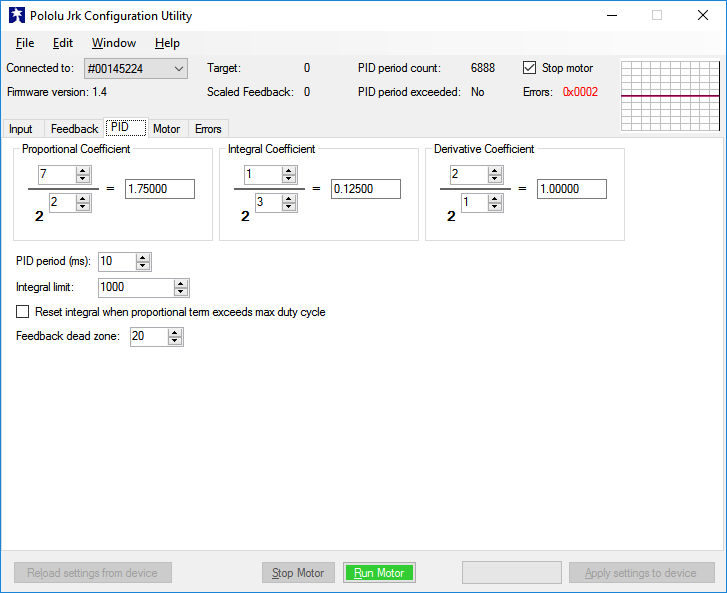 Pololu Jrk Configuration Utility
File Edit Window Help
Connected to: #00145224 Target: 0 PID period count: 6888 Stop motor
Firmware version: 1.4 Scaled Feedback: 0 PID period exceeded: No Errors: 0x0002
Input Feedback PID Motor Errors
Proportional Coefficient Integral Coefficient Derivative Coefficient
7 = 1.75000 1 = 0.12500 2 = 1.00000
2 2 2 3 2 1
PID period (ms): 10
Integral limit: 1000
Reset integral when proportional term exceeds max duty cycle
Feedback dead zone: 20
Reload settings from device Stop Motor Run Motor Apply settings to device